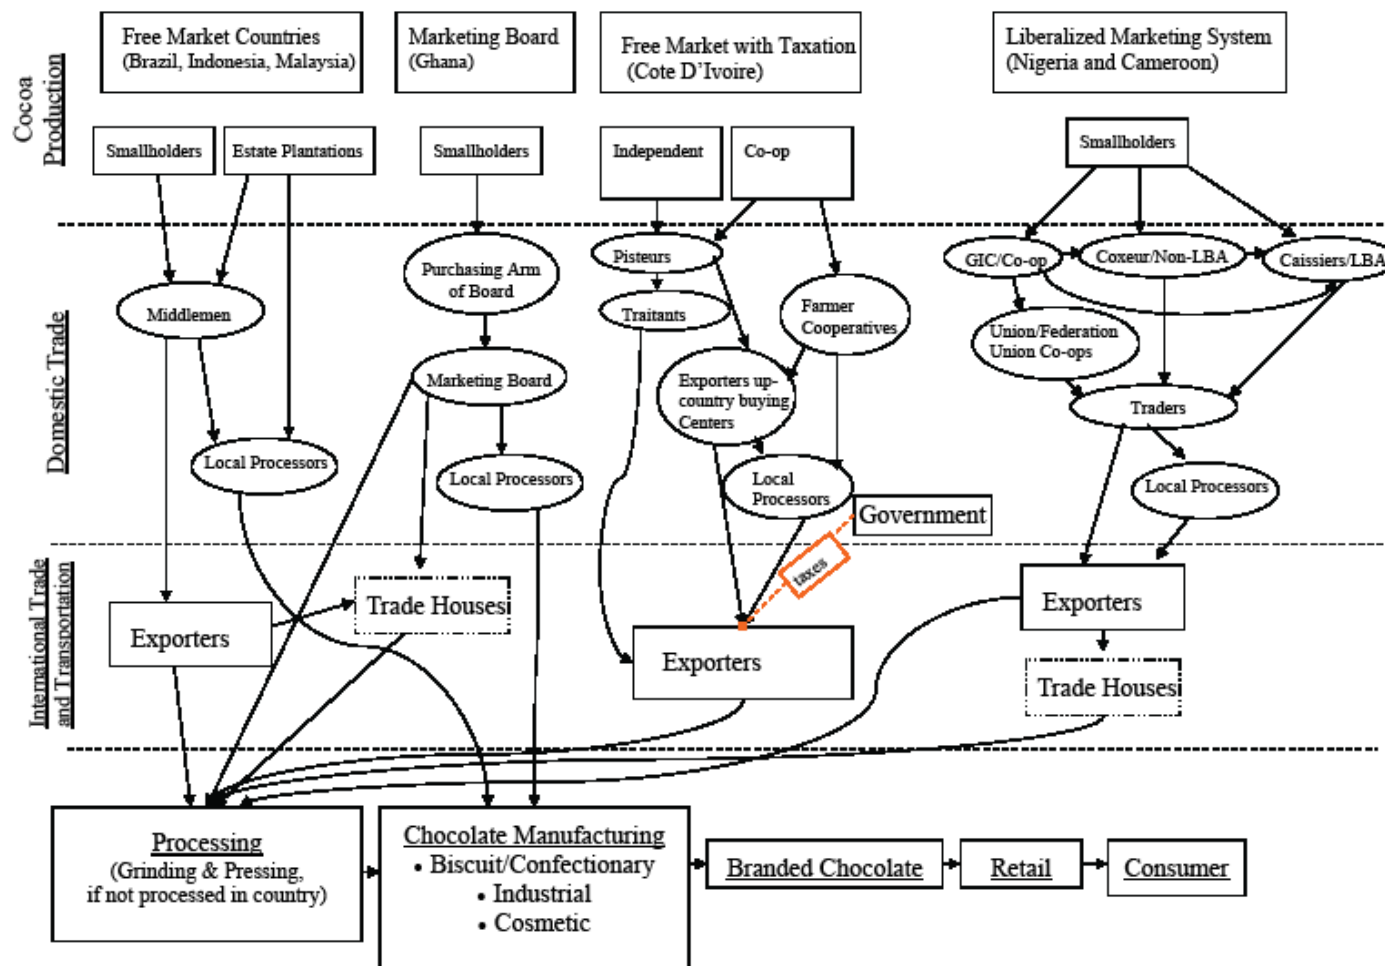 Cocoa
Production
Free Market Countries
(Brazil, Indonesia, Malaysia)
Marketing Board
(Ghana)
Free Market with Taxation
(Cote D’Ivoire)
Liberalized Marketing System
(Nigeria and Cameroon)
Smallholders
Estate Plantations
Smallholders
Independent
Co-op
Smallholders
Domestic Trade
Middlemen
Local Processors
Purchasing Arm
of Board
Marketing Board
Local Processors
Pisteurs
Traitants
Farmer
Cooperatives
Exporters up-
country buying
Centers
Local
Processors
Government
taxes
GIC/Co-op
Coxeur/Non-LBA
Caissiers/LBA
Union/Federation
Union Co-ops
Traders
Local Processors
International Trade
and Transportation
Exporters
Trade Houses
Exporters
Exporters
Trade Houses
Processing
(Grinding & Pressing,
if not processed in country)
Chocolate Manufacturing
• Biscuit/Confectionary
• Industrial
• Cosmetic
Branded Chocolate
Retail
Consumer